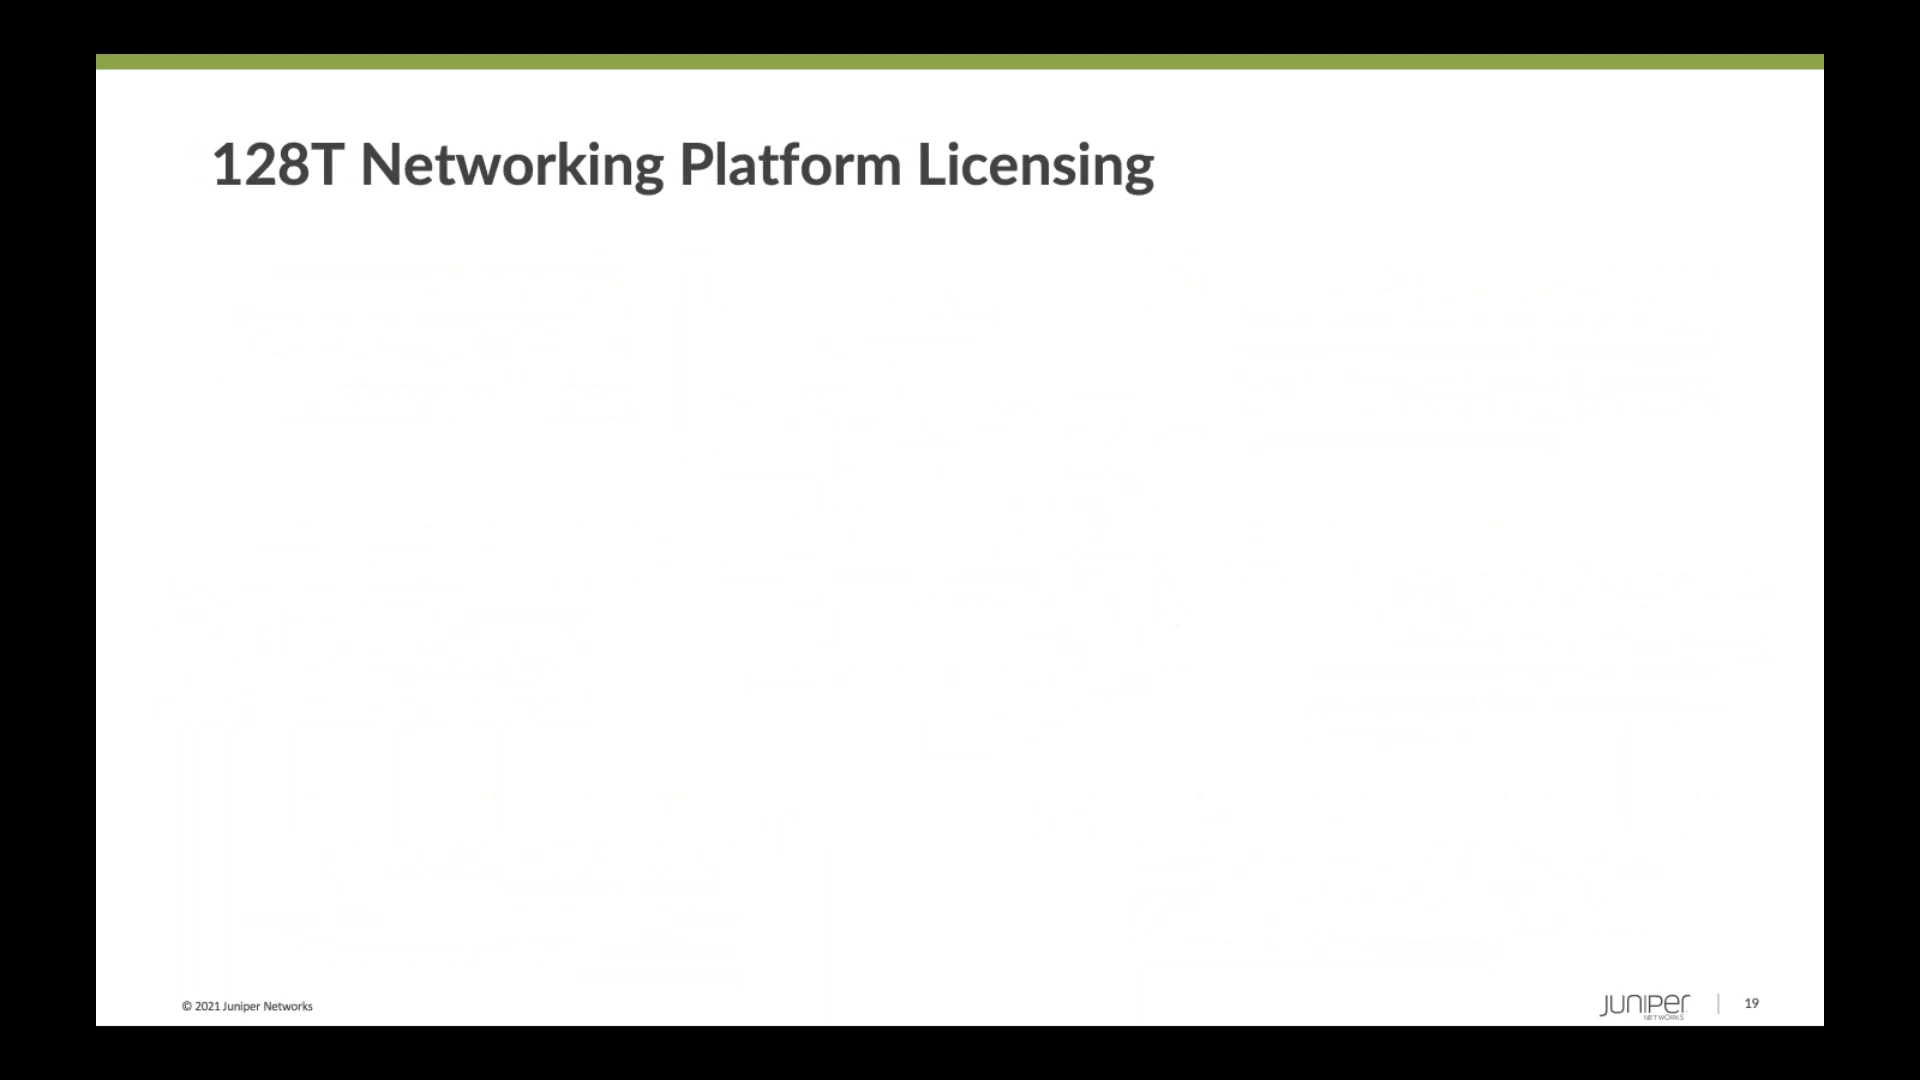 128T Networking Platform Licensing
© 2021 Juniper Networks
JUNIPER
NETWORKS
19